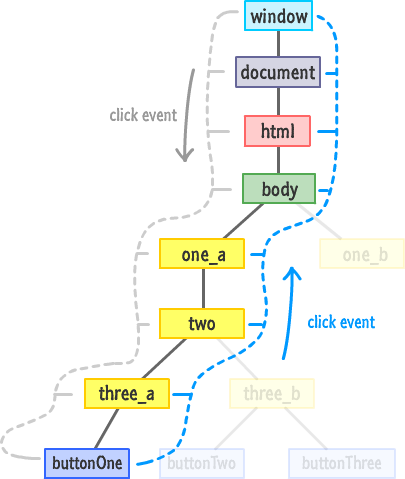 window
document
click event
html
body
one_a
one_b
two
click event
three_a
three_b
buttonOne
buttonTwo
buttonThree